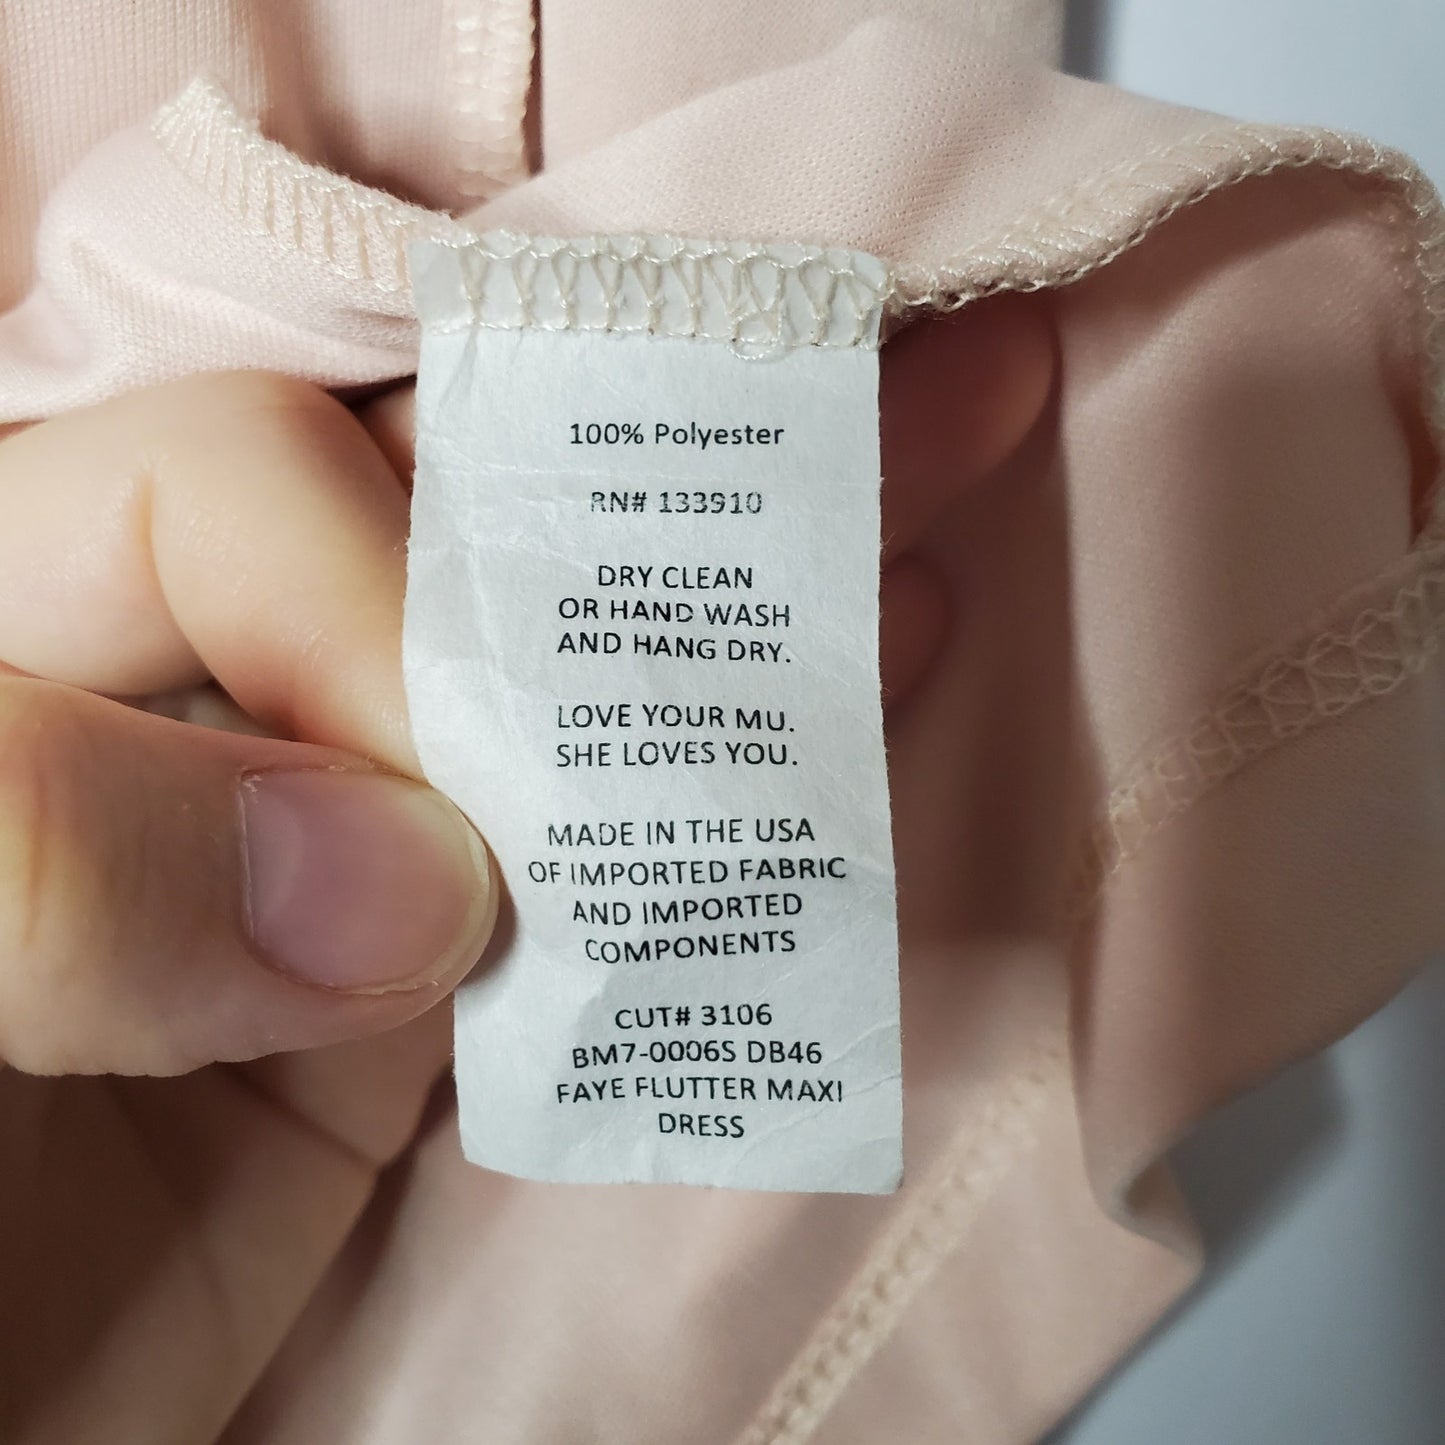 100% Polyester
RN# 133910
DRY CLEAN
OR HAND WASH
AND HANG DRY.
LOVE YOUR MU.
SHE LOVES YOU.
MADE IN THE USA
OF IMPORTED FABRIC
AND IMPORTED
COMPONENTS
CUT# 3106
BM7-0006S DB46
FAYE FLUTTER MAXI
DRESS